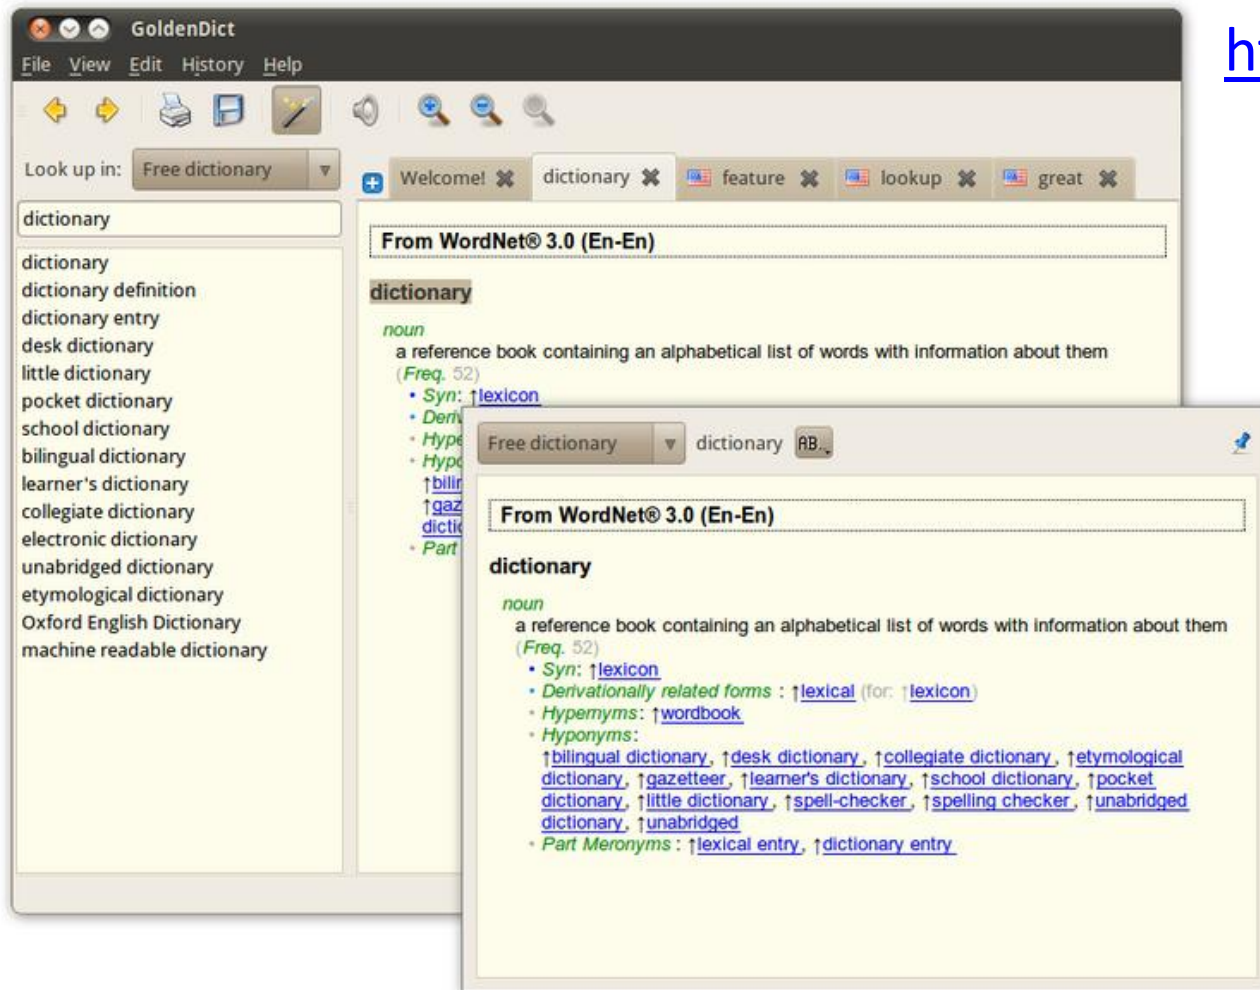 GoldenDict
File View Edit History Help
Look up in: Free dictionary
Welcome! dictionary feature lookup great
dictionary
dictionary
dictionary definition
dictionary entry
desk dictionary
little dictionary
pocket dictionary
school dictionary
bilingual dictionary
learner's dictionary
collegiate dictionary
electronic dictionary
unabridged dictionary
etymological dictionary
Oxford English Dictionary
machine readable dictionary
From WordNet® 3.0 (En-En)
dictionary
noun
a reference book containing an alphabetical list of words with information about them
(Freq. 52)
• Syn: ↑lexicon
Free dictionary dictionary AB..
From WordNet® 3.0 (En-En)
dictionary
noun
a reference book containing an alphabetical list of words with information about them
(Freq. 52)
• Syn: ↑lexicon
• Derivationally related forms : ↑lexical (for: ↑lexicon)
• Hypernyms: ↑wordbook
• Hyponyms:
↑bilingual dictionary, ↑desk dictionary, ↑collegiate dictionary, ↑etymological
dictionary, ↑gazetteer, ↑learner's dictionary, ↑school dictionary, ↑pocket
dictionary, ↑little dictionary, ↑spell-checker, ↑spelling checker, ↑unabridged
dictionary, ↑unabridged
• Part Meronyms : ↑lexical entry, ↑dictionary entry